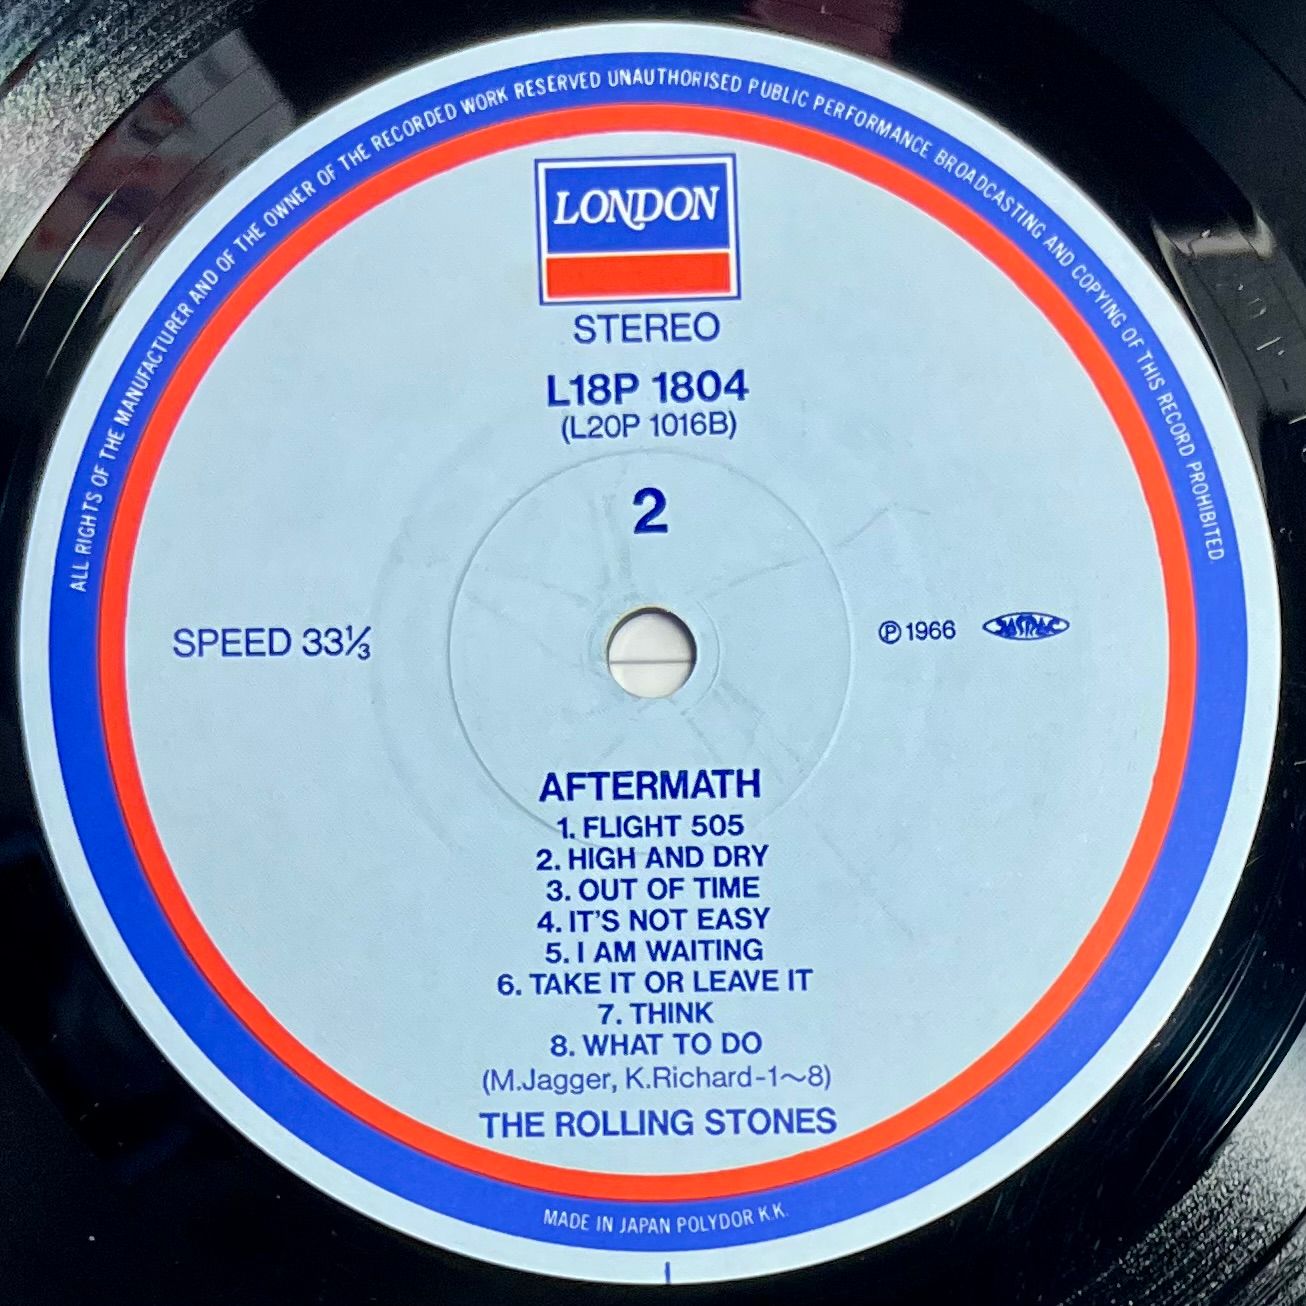 ALL RIGHTS OF THE MANUFACTURER AND OF THE OWNER OF THE RECORDED WORK RESERVED UNAUTHORISED PUBLIC PERFORMANCE BROADCASTING AND COPYING OF THIS RECORD PROHIBITED.
LONDON
STEREO
L18P 1804
(L20P 1016B)
2
SPEED 33⅓
℗ 1966 JASRAC
AFTERMATH
1. FLIGHT 505
2. HIGH AND DRY
3. OUT OF TIME
4. IT'S NOT EASY
5. I AM WAITING
6. TAKE IT OR LEAVE IT
7. THINK
8. WHAT TO DO
(M.Jagger, K.Richard-1～8)
THE ROLLING STONES
MADE IN JAPAN POLYDOR K.K.